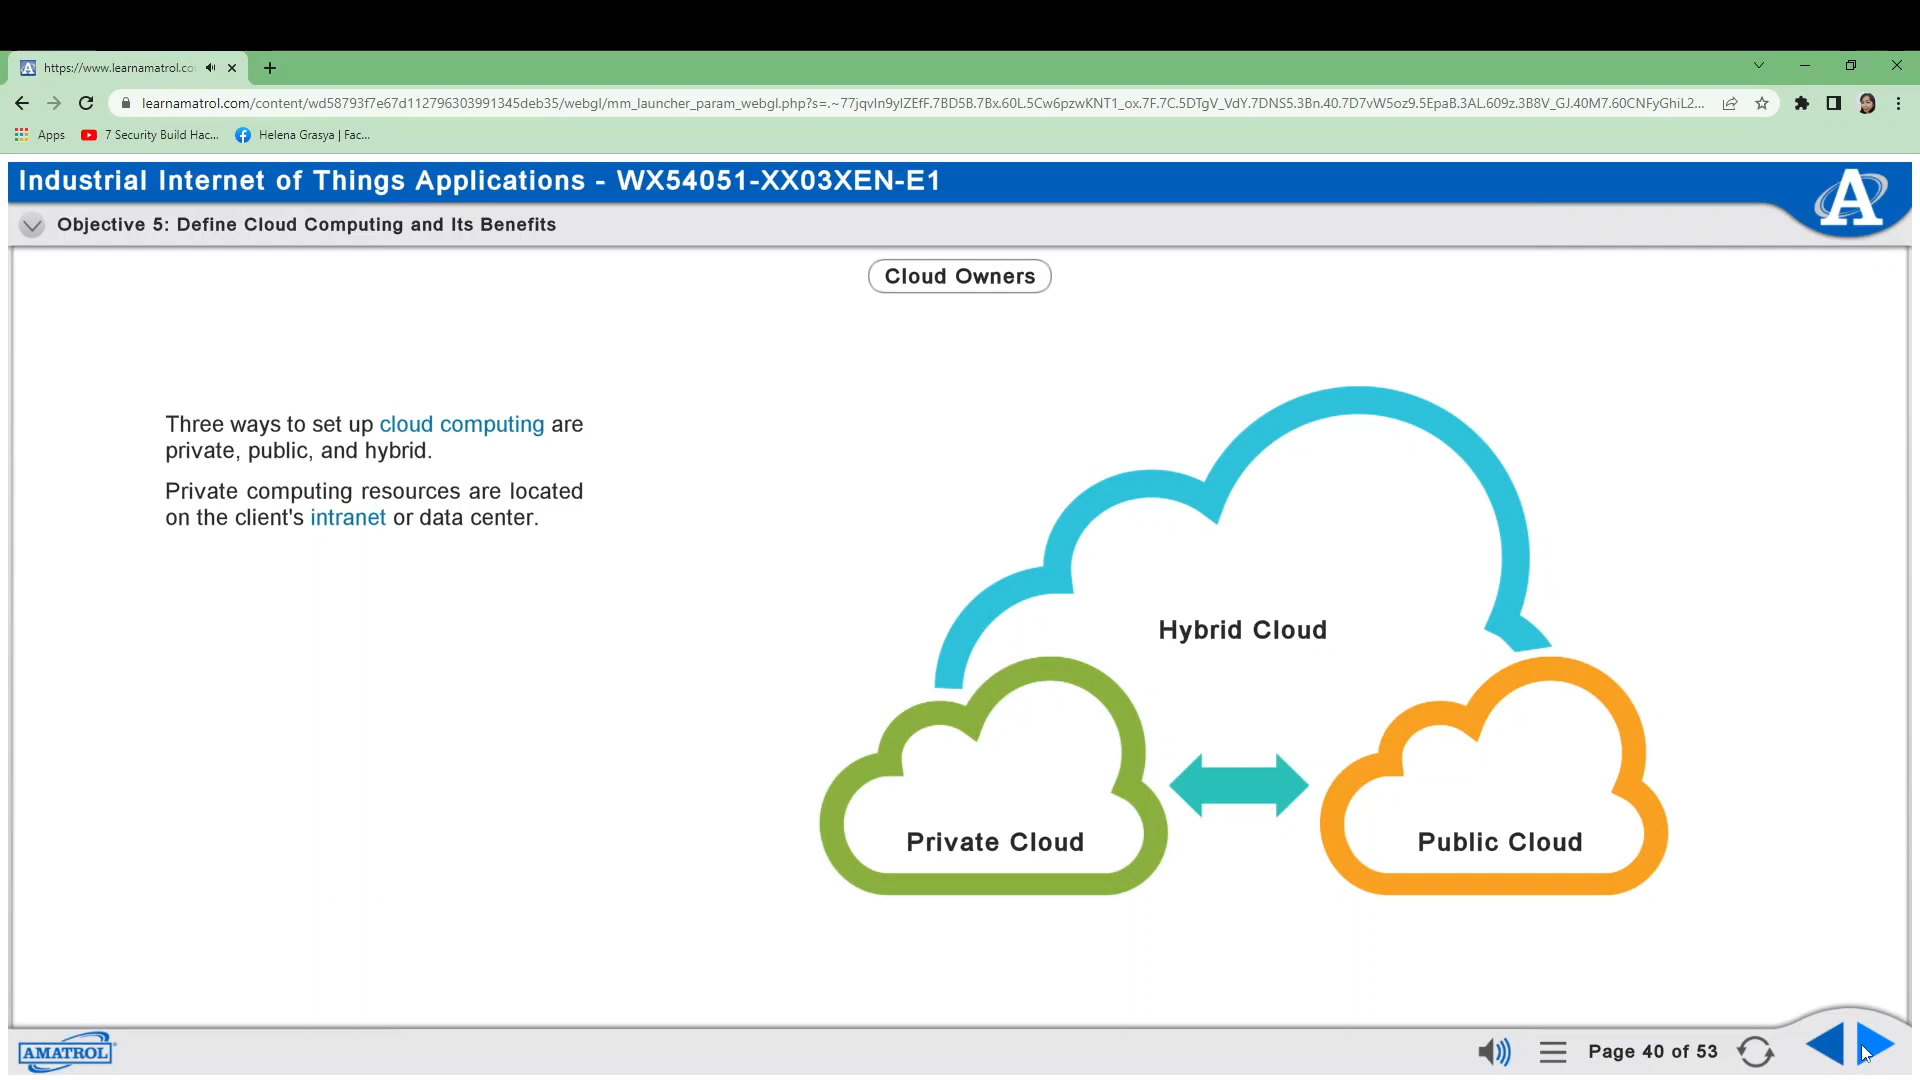 https://www.learnamatrol.co
learnamatrol.com/content/wd58793f7e67d112796303991345deb35/webgl/mm_launcher_param_webgl.php?s=.~77jqvIn9yIZEfF.7BD5B.7Bx.60L.5Cw6pzwKNT1_ox.7F.7C.5DTgV_VdY.7DNS5.3Bn.40.7D7vW5oz9.5EpaB.3AL.609z.3B8V_GJ.40M7.60CNFyGhiL2...
Apps
7 Security Build Hac...
Helena Grasya | Fac...
Industrial Internet of Things Applications - WX54051-XX03XEN-E1
A
Objective 5: Define Cloud Computing and Its Benefits
Cloud Owners
Three ways to set up cloud computing are
private, public, and hybrid.
Private computing resources are located
on the client's intranet or data center.
Hybrid Cloud
Private Cloud
Public Cloud
AMATROL
Page 40 of 53